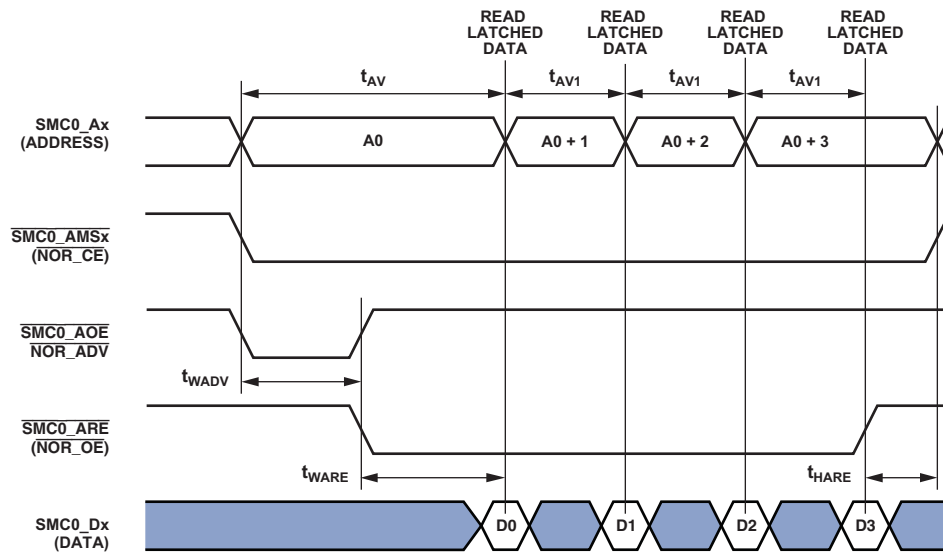 READ LATCHED DATA
READ LATCHED DATA
READ LATCHED DATA
READ LATCHED DATA
tAV
tAV1
tAV1
tAV1
SMC0_Ax
(ADDRESS)
A0
A0 + 1
A0 + 2
A0 + 3
SMC0_AMSx
(NOR_CE)
SMC0_AOE
NOR_ADV
tWADV
SMC0_ARE
(NOR_OE)
tWARE
tHARE
SMC0_Dx
(DATA)
D0
D1
D2
D3